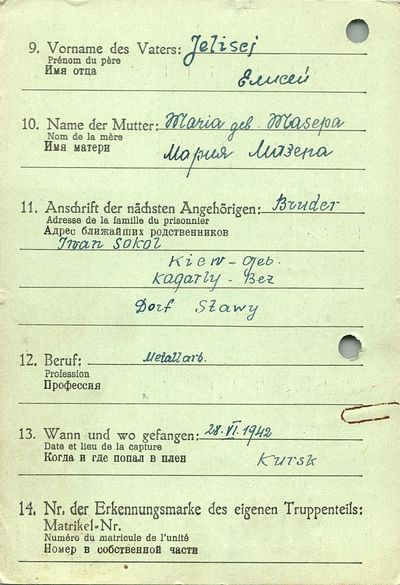 9. Vorname des Vaters: Jelisej
Prénom du père
Имя отца
Елисей
10. Name der Mutter: Maria geb. Masepa
Nom de la mère
Имя матери
Мария
11. Anschrift der nächsten Angehörigen: Bruder
Adresse de la famille du prisonnier
Адрес ближайших родственников
Iwan Sokol
Kiew - Geb.
Kagarly - Bez
Dorf Stawy
12. Beruf: Metallarb.
Profession
Профессия
13. Wann und wo gefangen: 28.VI.1942
Date et lieu de la capture
Когда и где попал в плен
Kursk
14. Nr. der Erkennungsmarke des eigenen Truppenteils:
Matrikel-Nr.
Numéro du matricule de l'unité
Номер в собственной части